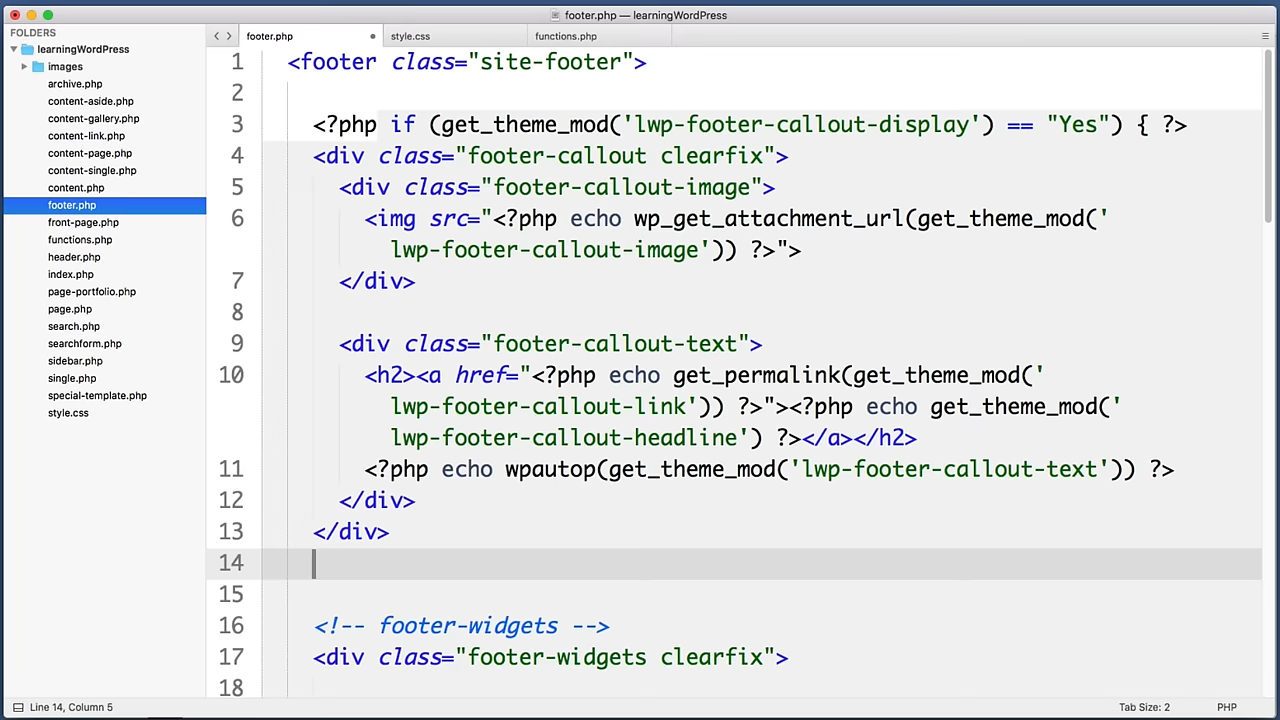 footer.php — learningWordPress
FOLDERS
learningWordPress
images
archive.php
content-aside.php
content-gallery.php
content-link.php
content-page.php
content-single.php
content.php
footer.php
front-page.php
functions.php
header.php
index.php
page-portfolio.php
page.php
search.php
searchform.php
sidebar.php
single.php
special-template.php
style.css
footer.php
style.css
functions.php
1 <footer class="site-footer">
2
3 <?php if (get_theme_mod('lwp-footer-callout-display') == "Yes") { ?>
4 <div class="footer-callout clearfix">
5 <div class="footer-callout-image">
6 <img src="<?php echo wp_get_attachment_url(get_theme_mod('
lwp-footer-callout-image')) ?>">
7 </div>
8
9 <div class="footer-callout-text">
10 <h2><a href="<?php echo get_permalink(get_theme_mod('
lwp-footer-callout-link')) ?>"><?php echo get_theme_mod('
lwp-footer-callout-headline') ?></a></h2>
11 <?php echo wpautop(get_theme_mod('lwp-footer-callout-text')) ?>
12 </div>
13 </div>
14
15
16 <!-- footer-widgets -->
17 <div class="footer-widgets clearfix">
18
Line 14, Column 5
Tab Size: 2
PHP